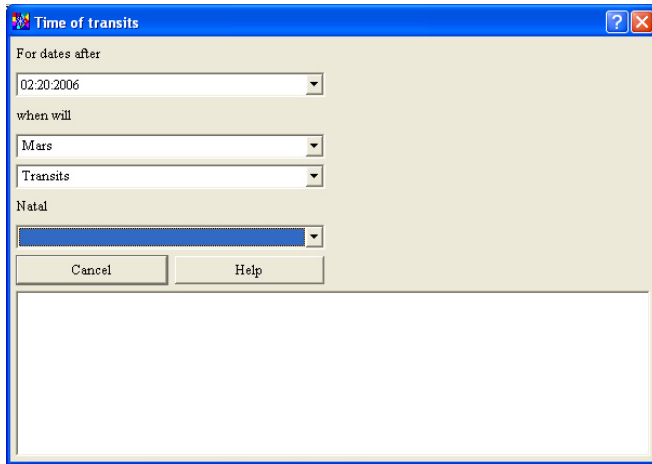 Time of transits
For dates after
02:20:2006
when will
Mars
Transits
Natal
Cancel Help